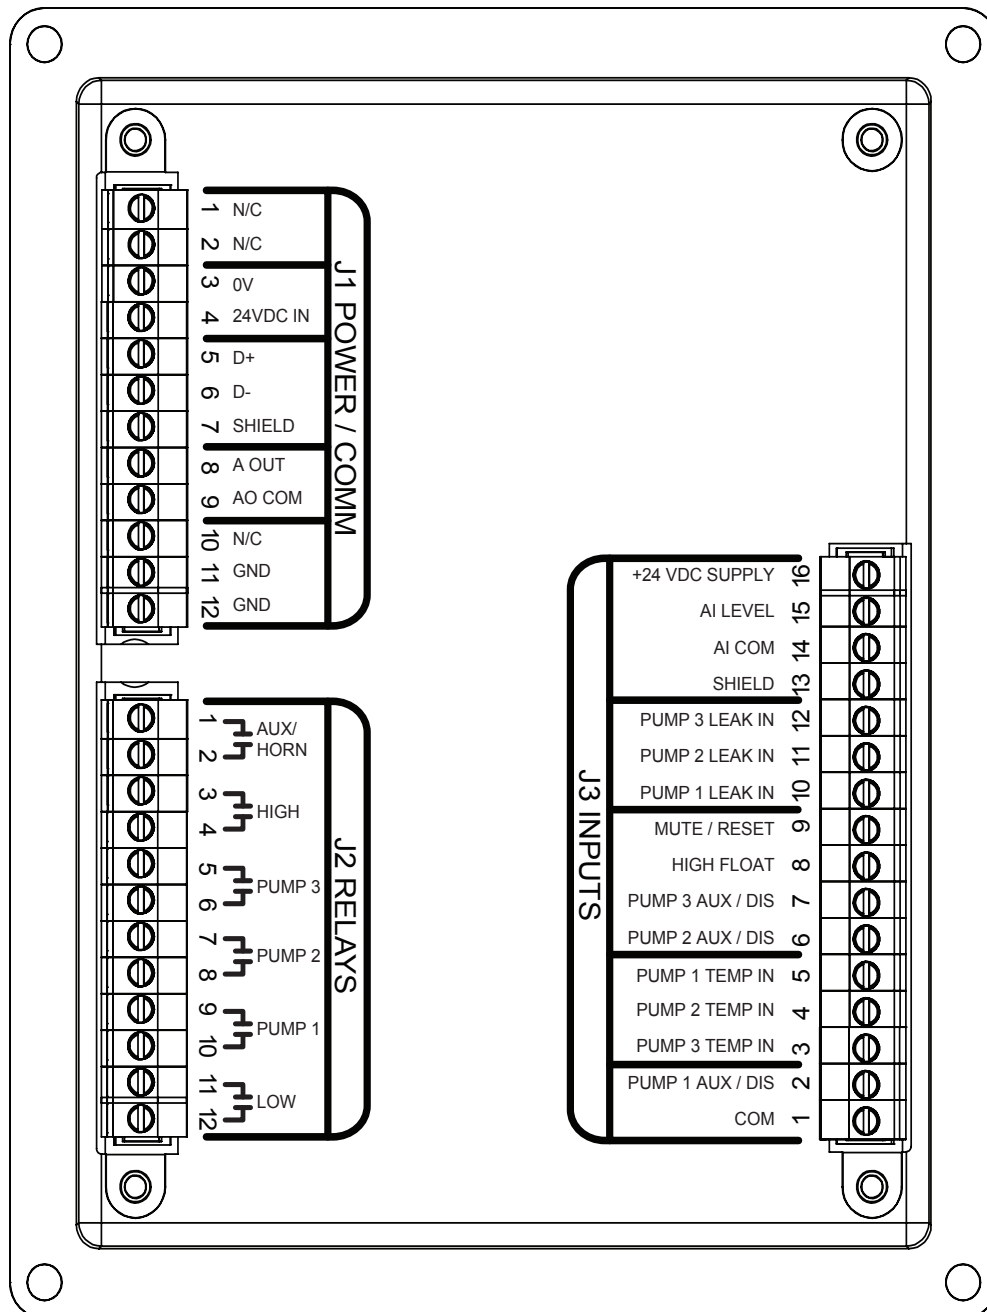 J1 POWER / COMM
1 N/C
2 N/C
3 0V
4 24VDC IN
5 D+
6 D-
7 SHIELD
8 A OUT
9 AO COM
10 N/C
11 GND
12 GND
J2 RELAYS
1 AUX/
2 HORN
3 HIGH
4
5 PUMP 3
6
7 PUMP 2
8
9 PUMP 1
10
11 LOW
12
J3 INPUTS
+24 VDC SUPPLY 16
AI LEVEL 15
AI COM 14
SHIELD 13
PUMP 3 LEAK IN 12
PUMP 2 LEAK IN 11
PUMP 1 LEAK IN 10
MUTE / RESET 9
HIGH FLOAT 8
PUMP 3 AUX / DIS 7
PUMP 2 AUX / DIS 6
PUMP 1 TEMP IN 5
PUMP 2 TEMP IN 4
PUMP 3 TEMP IN 3
PUMP 1 AUX / DIS 2
COM 1